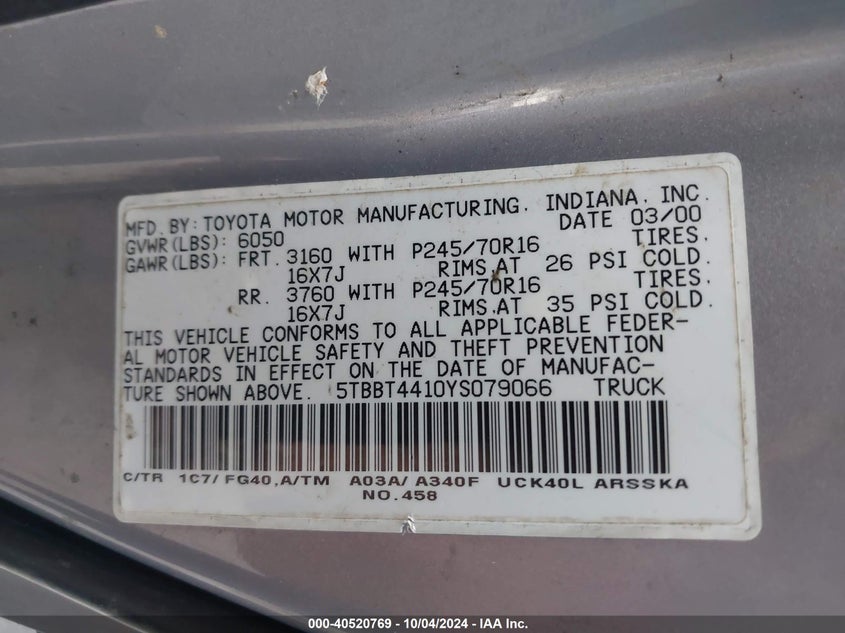 MFD. BY: TOYOTA MOTOR MANUFACTURING, INDIANA, INC.
GVWR(LBS): 6050 DATE 03/00
GAWR(LBS): FRT. 3160 WITH P245/70R16 TIRES,
16X7J RIMS,AT 26 PSI COLD.
RR. 3760 WITH P245/70R16 TIRES,
16X7J RIMS,AT 35 PSI COLD.
THIS VEHICLE CONFORMS TO ALL APPLICABLE FEDER-
AL MOTOR VEHICLE SAFETY AND THEFT PREVENTION
STANDARDS IN EFFECT ON THE DATE OF MANUFAC-
TURE SHOWN ABOVE. 5TBBT4410YS079066 TRUCK
C/TR 1C7/ FG40,A/TM A03A/ A340F UCK40L ARSSKA
NO.458
000-40520769 - 10/04/2024 - IAA Inc.